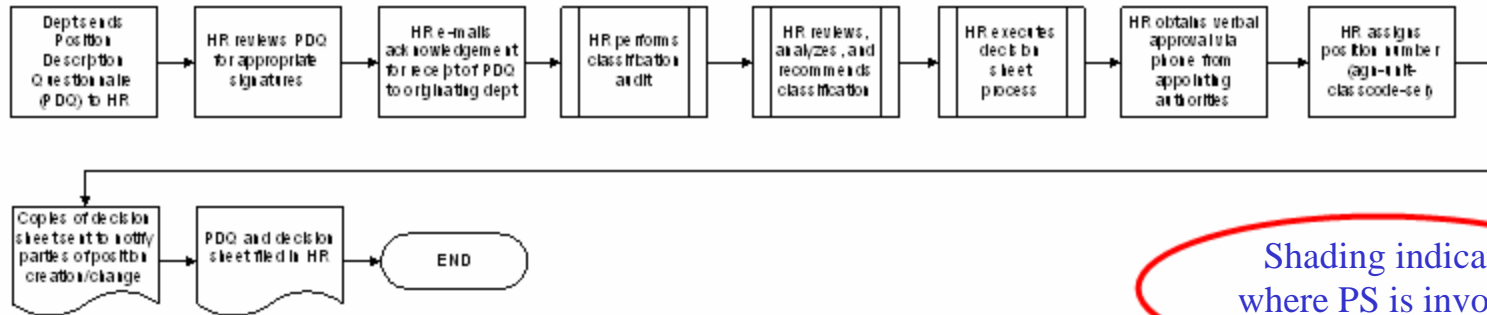 Dept sends
Position
Description
Questionnaire
(PDQ) to HR
HR reviews PDQ
for appropriate
signatures
HR e-mails
acknowledgement
for receipt of PDQ
to originating dept
HR performs
classification
audit
HR reviews,
analyzes, and
recommends
classification
HR executes
decision
sheet
process
HR obtains verbal
approval via
phone from
appointing
authorities
HR assigns
position number
(agn-unit-
classcode-ser)
Copies of decision
sheet sent to notify
parties of position
creation/change
PDQ and decision
sheet filed in HR
END
Shading indica
where PS is invo